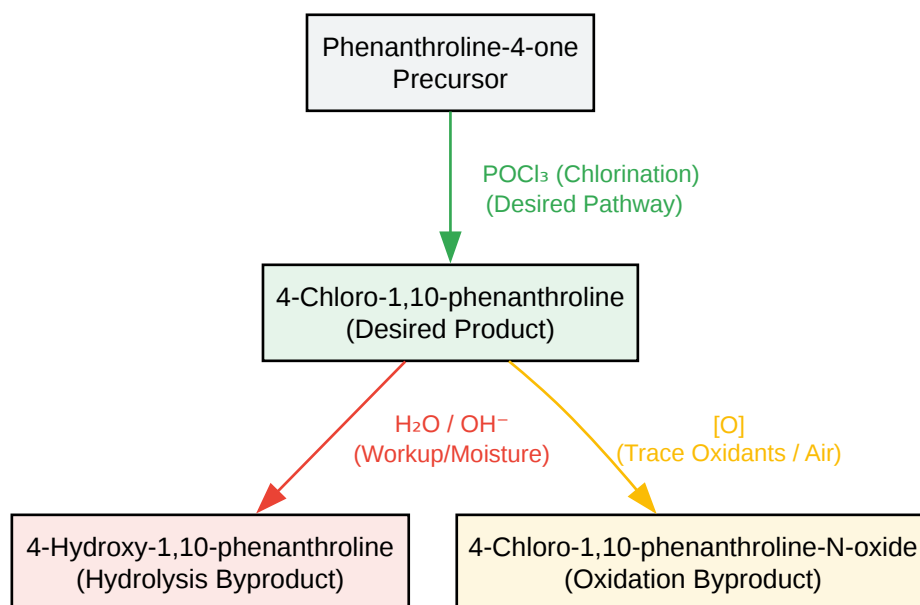 Phenanthroline-4-one
Precursor
POCl₃ (Chlorination)
(Desired Pathway)
4-Chloro-1,10-phenanthroline
(Desired Product)
H₂O / OH⁻
(Workup/Moisture)
[O]
(Trace Oxidants / Air)
4-Hydroxy-1,10-phenanthroline
(Hydrolysis Byproduct)
4-Chloro-1,10-phenanthroline-N-oxide
(Oxidation Byproduct)